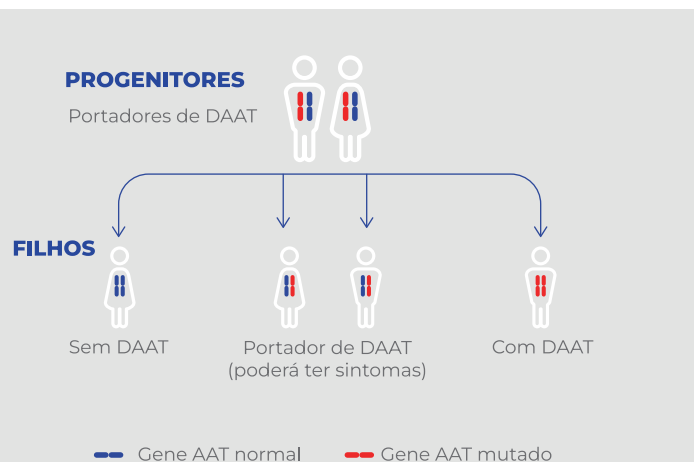 PROGENITORES
Portadores de DAAT
FILHOS
Sem DAAT
Portador de DAAT
(poderá ter sintomas)
Com DAAT
Gene AAT normal
Gene AAT mutado